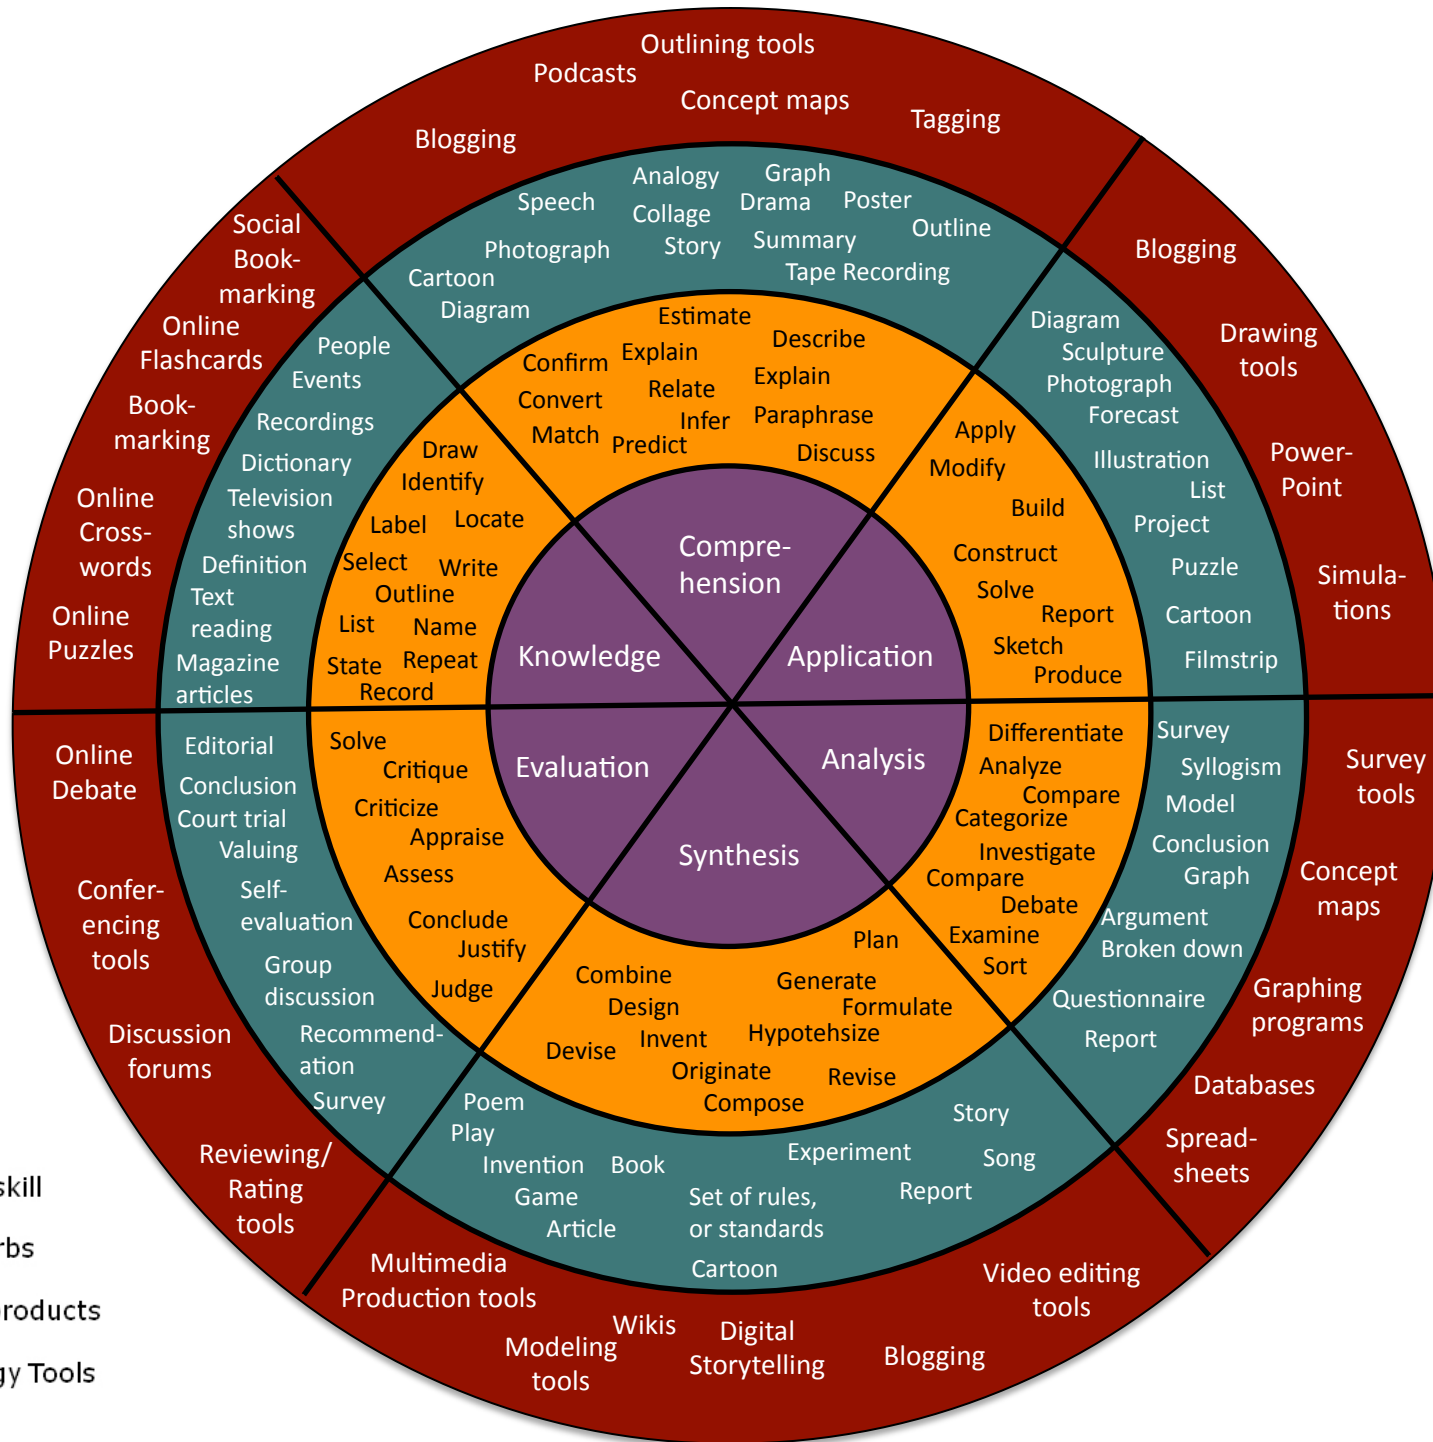 Outlining tools
Podcasts
Concept maps
Tagging
Blogging
Analogy
Graph
Speech
Collage
Drama
Poster
Photograph
Story
Summary
Outline
Cartoon
Tape Recording
Diagram
Estimate
Confirm
Explain
Describe
Convert
Relate
Explain
Match
Infer
Paraphrase
Predict
Discuss
Compre-
hension
Blogging
Drawing
tools
Power-
Point
Simula-
tions
Diagram
Sculpture
Photograph
Forecast
Illustration
List
Project
Puzzle
Cartoon
Filmstrip
Apply
Modify
Build
Construct
Solve
Report
Sketch
Produce
Application
Survey
tools
Concept
maps
Graphing
programs
Databases
Spread-
sheets
Survey
Syllogism
Model
Conclusion
Graph
Argument
Broken down
Questionnaire
Report
Differentiate
Analyze
Compare
Categorize
Investigate
Compare
Debate
Examine
Sort
Analysis
Synthesis
Plan
Combine
Generate
Design
Formulate
Invent
Hypotehsize
Devise
Originate
Revise
Compose
Poem
Play
Story
Invention
Book
Experiment
Song
Game
Set of rules,
or standards
Report
Article
Cartoon
Multimedia
Production tools
Video editing
tools
Wikis
Modeling
tools
Digital
Storytelling
Blogging
Evaluation
Solve
Critique
Criticize
Appraise
Assess
Conclude
Justify
Judge
Editorial
Conclusion
Court trial
Valuing
Self-
evaluation
Group
discussion
Recommend-
ation
Survey
Online
Debate
Confer-
encing
tools
Discussion
forums
Reviewing/
Rating
tools
Knowledge
Draw
Identify
Label
Locate
Select
Write
Outline
List
Name
State
Repeat
Record
People
Events
Recordings
Dictionary
Television
shows
Definition
Text
reading
Magazine
articles
Social
Book-
marking
Online
Flashcards
Book-
marking
Online
Cross-
words
Online
Puzzles
skill
rbs
products
gy Tools